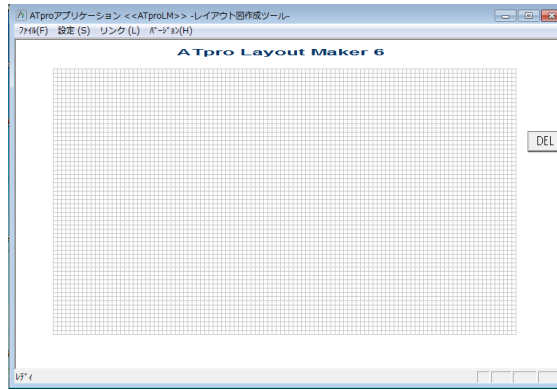 ATproアプリケーション <<ATproLM>> -レイアウト図作成ツール-
ﾌｧｲﾙ(F) 設定 (S) リンク (L) ﾊﾞｰｼﾞｮﾝ(H)
ATpro Layout Maker 6
DEL
ﾚﾃﾞｨ